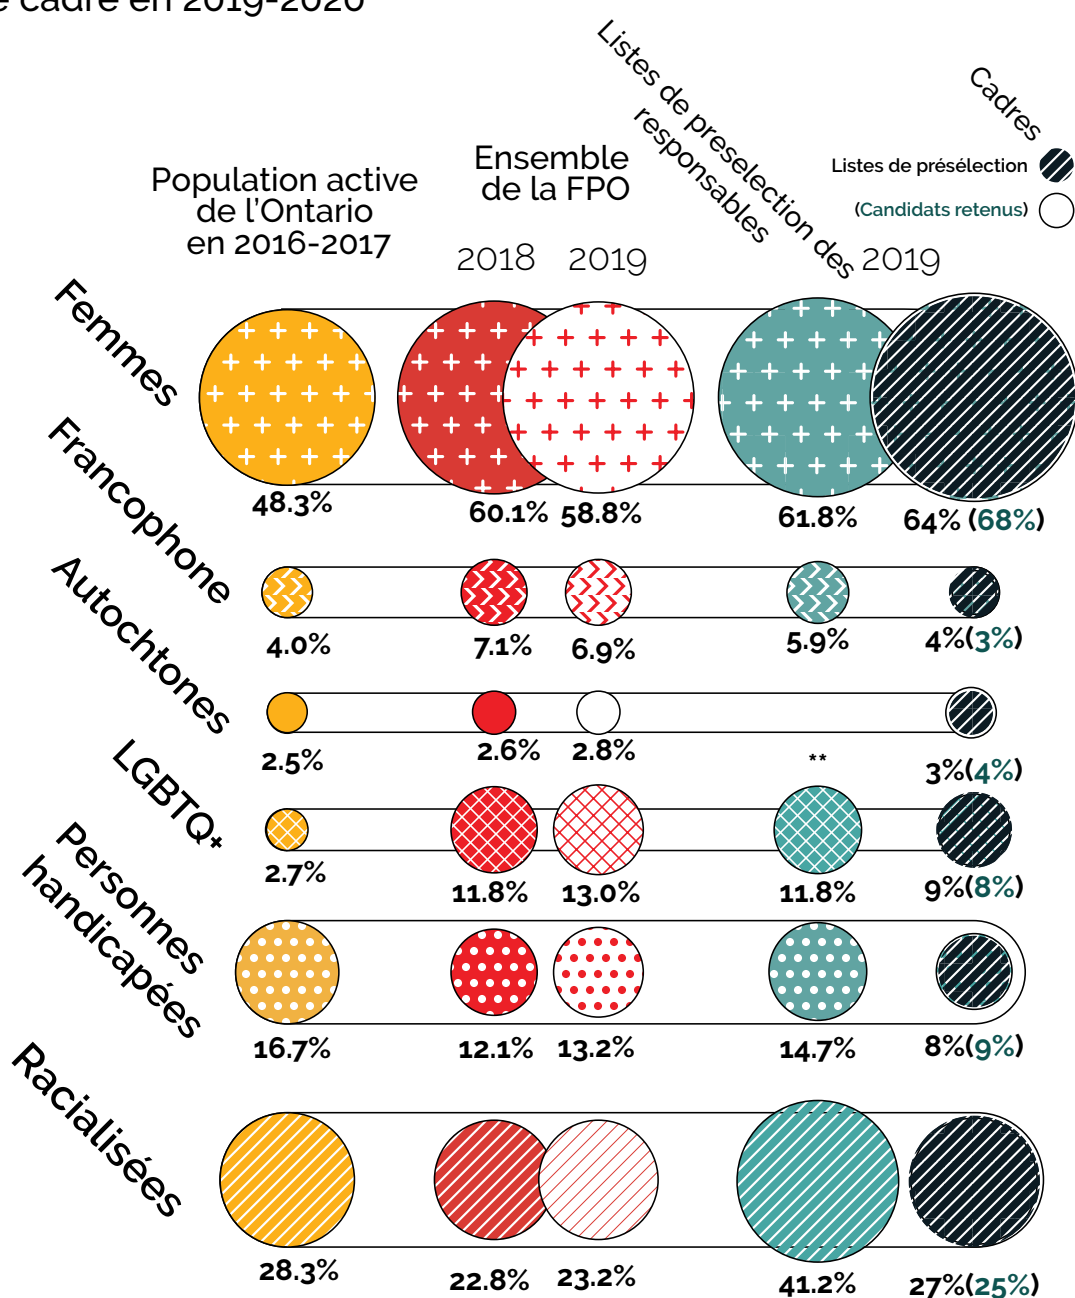 e cadre en 2019-2020
Listes de preselection des
responsables
Cadres
Listes de présélection
(Candidats retenus)
Population active
de l'Ontario
en 2016-2017
Ensemble
de la FPO
2018
2019
2019
Femmes
48.3%
60.1%
58.8%
61.8%
64% (68%)
Francophone
4.0%
7.1%
6.9%
5.9%
4%(3%)
Autochtones
2.5%
2.6%
2.8%
**
3%(4%)
LGBTQ+
2.7%
11.8%
13.0%
11.8%
9%(8%)
Personnes
handicapées
16.7%
12.1%
13.2%
14.7%
8%(9%)
Racialisées
28.3%
22.8%
23.2%
41.2%
27%(25%)